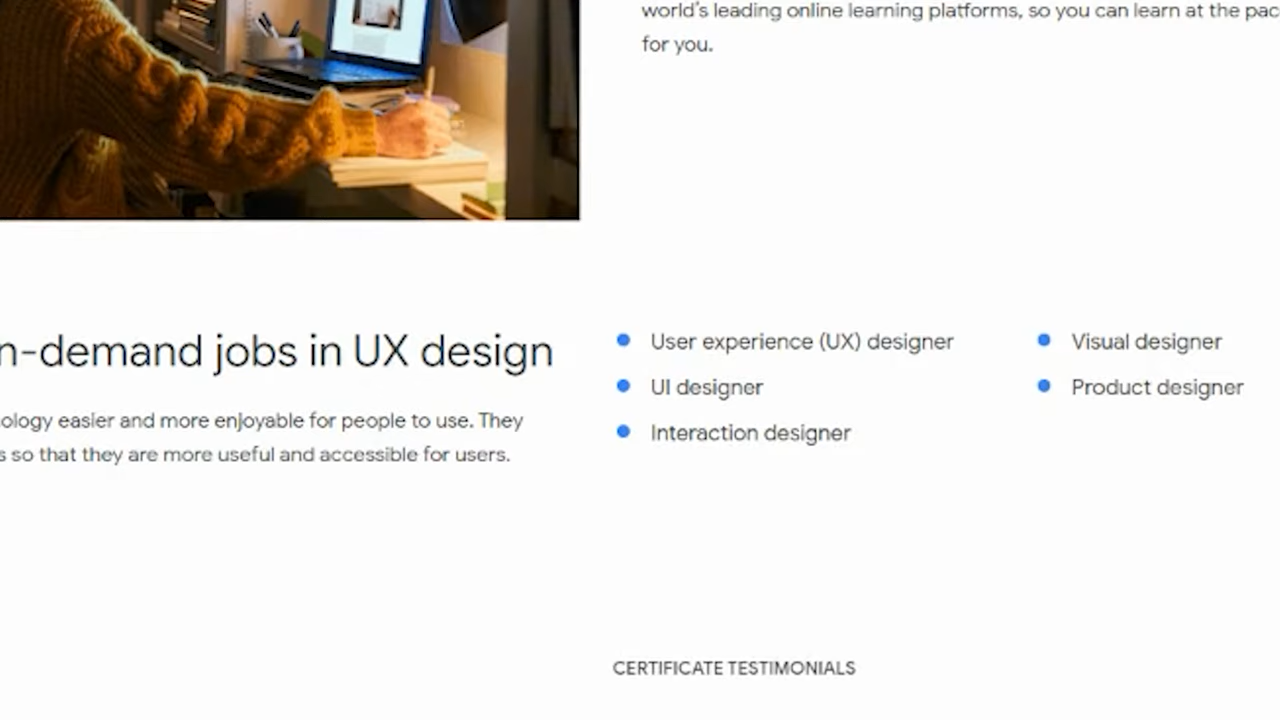 world's leading online learning platforms, so you can learn at the pac
for you.
n-demand jobs in UX design
ology easier and more enjoyable for people to use. They
s so that they are more useful and accessible for users.
User experience (UX) designer
UI designer
Interaction designer
Visual designer
Product designer
CERTIFICATE TESTIMONIALS